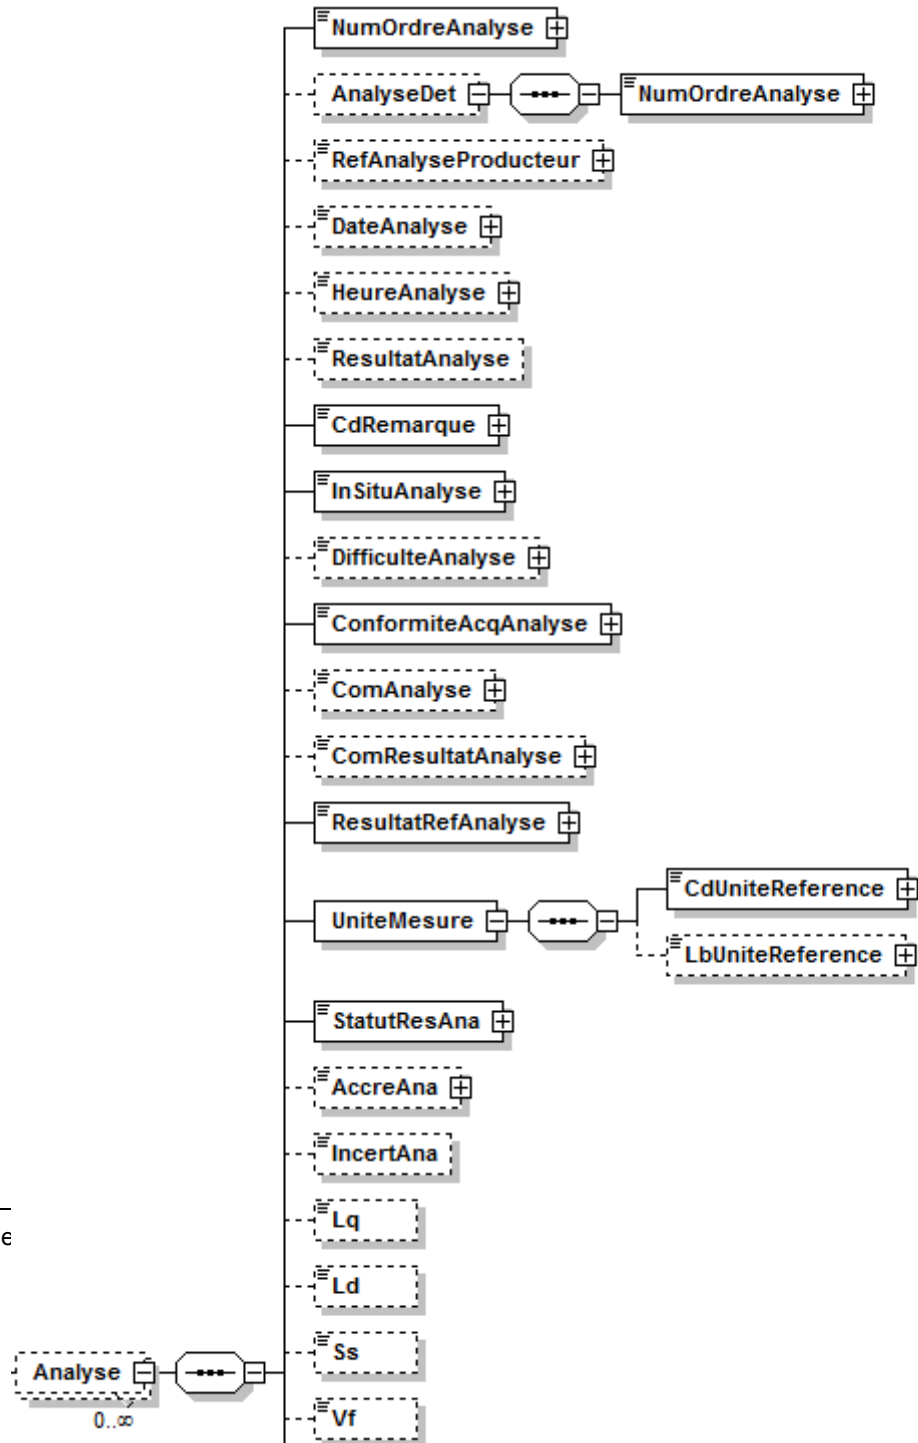 NumOrdreAnalyse
AnalyseDet NumOrdreAnalyse
RefAnalyseProducteur
DateAnalyse
HeureAnalyse
ResultatAnalyse
CdRemarque
InSituAnalyse
DifficulteAnalyse
ConformiteAcqAnalyse
ComAnalyse
ComResultatAnalyse
ResultatRefAnalyse
CdUniteReference
UniteMesure
LbUniteReference
StatutResAna
AccreAna
IncertAna
Lq
e
Ld
Ss
Analyse
0..∞
Vf